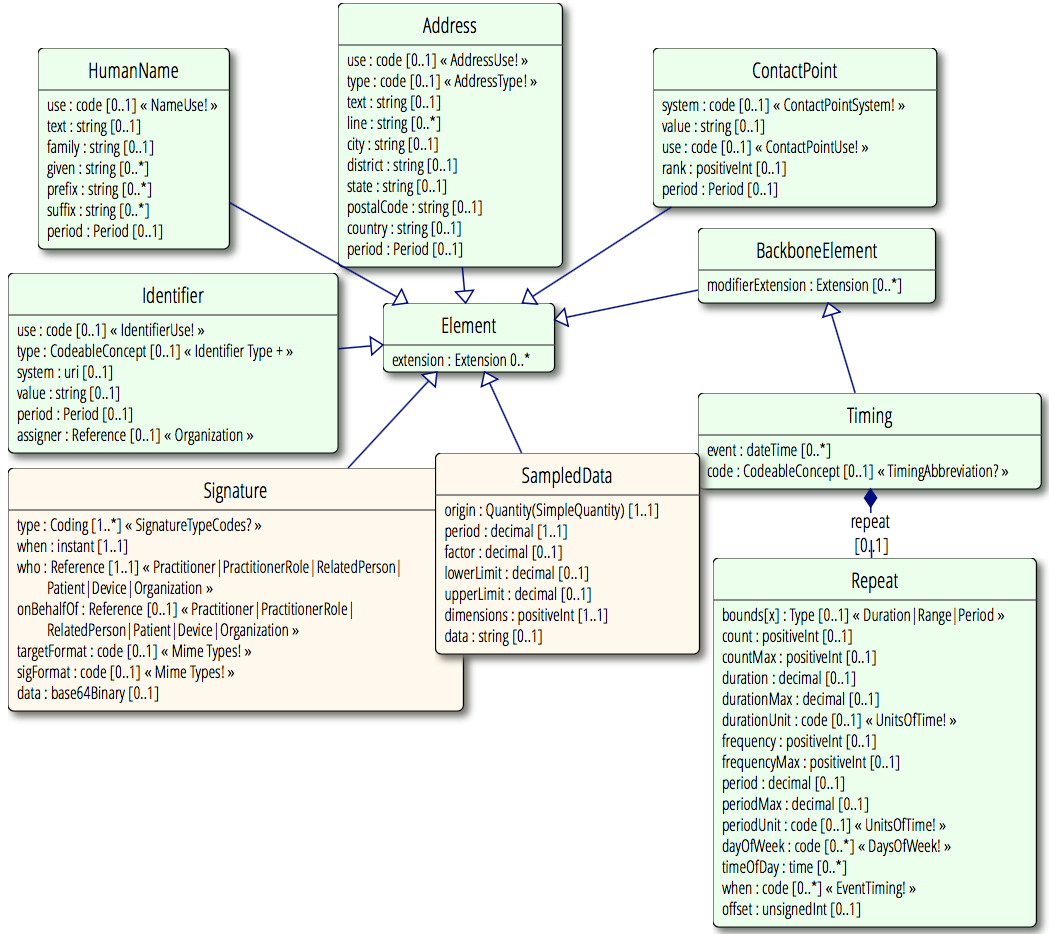 Address
use : code [0..1] « AddressUse! »
type : code [0..1] « AddressType! »
text : string [0..1]
line : string [0..*]
city : string [0..1]
district : string [0..1]
state : string [0..1]
postalCode : string [0..1]
country : string [0..1]
period : Period [0..1]
HumanName
use : code [0..1] « NameUse! »
text : string [0..1]
family : string [0..1]
given : string [0..*]
prefix : string [0..*]
suffix : string [0..*]
period : Period [0..1]
ContactPoint
system : code [0..1] « ContactPointSystem! »
value : string [0..1]
use : code [0..1] « ContactPointUse! »
rank : positiveInt [0..1]
period : Period [0..1]
BackboneElement
modifierExtension : Extension [0..*]
Identifier
use : code [0..1] « IdentifierUse! »
type : CodeableConcept [0..1] « Identifier Type + »
system : uri [0..1]
value : string [0..1]
period : Period [0..1]
assigner : Reference [0..1] « Organization »
Element
extension : Extension 0..*
Timing
event : dateTime [0..*]
code : CodeableConcept [0..1] « TimingAbbreviation? »
Signature
type : Coding [1..*] « SignatureTypeCodes? »
when : instant [1..1]
who : Reference [1..1] « Practitioner|PractitionerRole|RelatedPerson|
Patient|Device|Organization »
onBehalfOf : Reference [0..1] « Practitioner|PractitionerRole|
RelatedPerson|Patient|Device|Organization »
targetFormat : code [0..1] « Mime Types! »
sigFormat : code [0..1] « Mime Types! »
data : base64Binary [0..1]
SampledData
origin : Quantity(SimpleQuantity) [1..1]
period : decimal [1..1]
factor : decimal [0..1]
lowerLimit : decimal [0..1]
upperLimit : decimal [0..1]
dimensions : positiveInt [1..1]
data : string [0..1]
repeat
[0..1]
Repeat
bounds[x] : Type [0..1] « Duration|Range|Period »
count : positiveInt [0..1]
countMax : positiveInt [0..1]
duration : decimal [0..1]
durationMax : decimal [0..1]
durationUnit : code [0..1] « UnitsOfTime! »
frequency : positiveInt [0..1]
frequencyMax : positiveInt [0..1]
period : decimal [0..1]
periodMax : decimal [0..1]
periodUnit : code [0..1] « UnitsOfTime! »
dayOfWeek : code [0..*] « DaysOfWeek! »
timeOfDay : time [0..*]
when : code [0..*] « EventTiming! »
offset : unsignedInt [0..1]